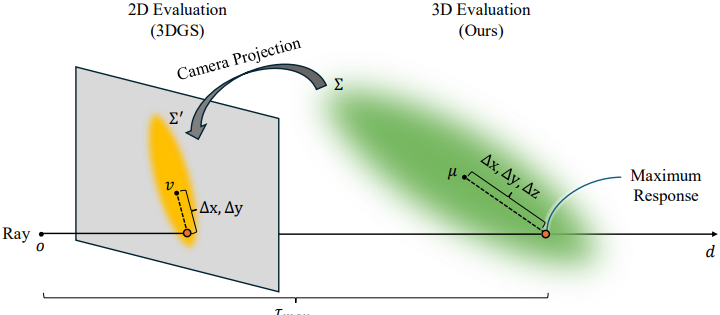 2D Evaluation
(3DGS)
3D Evaluation
(Ours)
Camera Projection
Σ
Σ′
Δx, Δy, Δz
μ
Maximum
Response
v
Δx, Δy
Ray
o
d